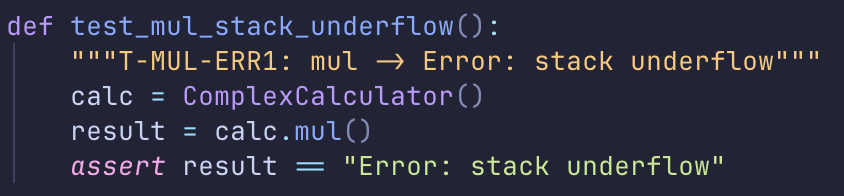 def test_mul_stack_underflow():
    """T-MUL-ERR1: mul -> Error: stack underflow"""
    calc = ComplexCalculator()
    result = calc.mul()
    assert result == "Error: stack underflow"